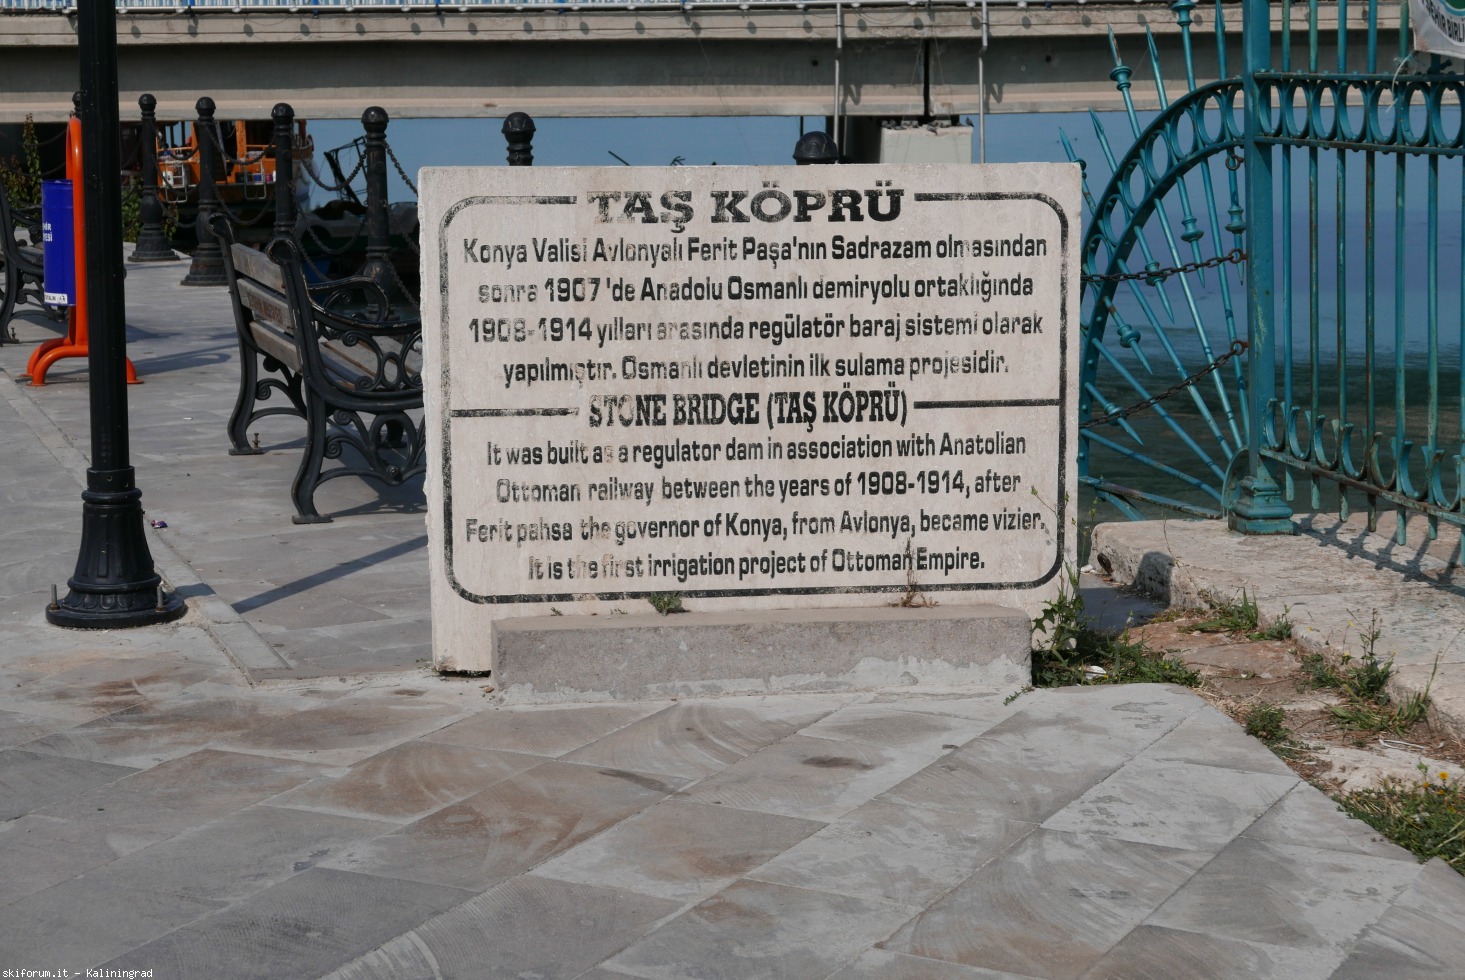 TAŞ KÖPRÜ
Konya Valisi Avlonyalı Ferit Paşa'nın Sadrazam olmasından
sonra 1907 'de Anadolu Osmanlı demiryolu ortaklığında
1908-1914 yılları arasında regülatör baraj sistemi olarak
yapılmıştır. Osmanlı devletinin ilk sulama projesidir.
STONE BRIDGE (TAŞ KÖPRÜ)
It was built as a regulator dam in association with Anatolian
Ottoman railway between the years of 1908-1914, after
Ferit pahsa the governor of Konya, from Avlonya, became vizier.
It is the first irrigation project of Ottoman Empire.
skiforum.it - Kaliningrad